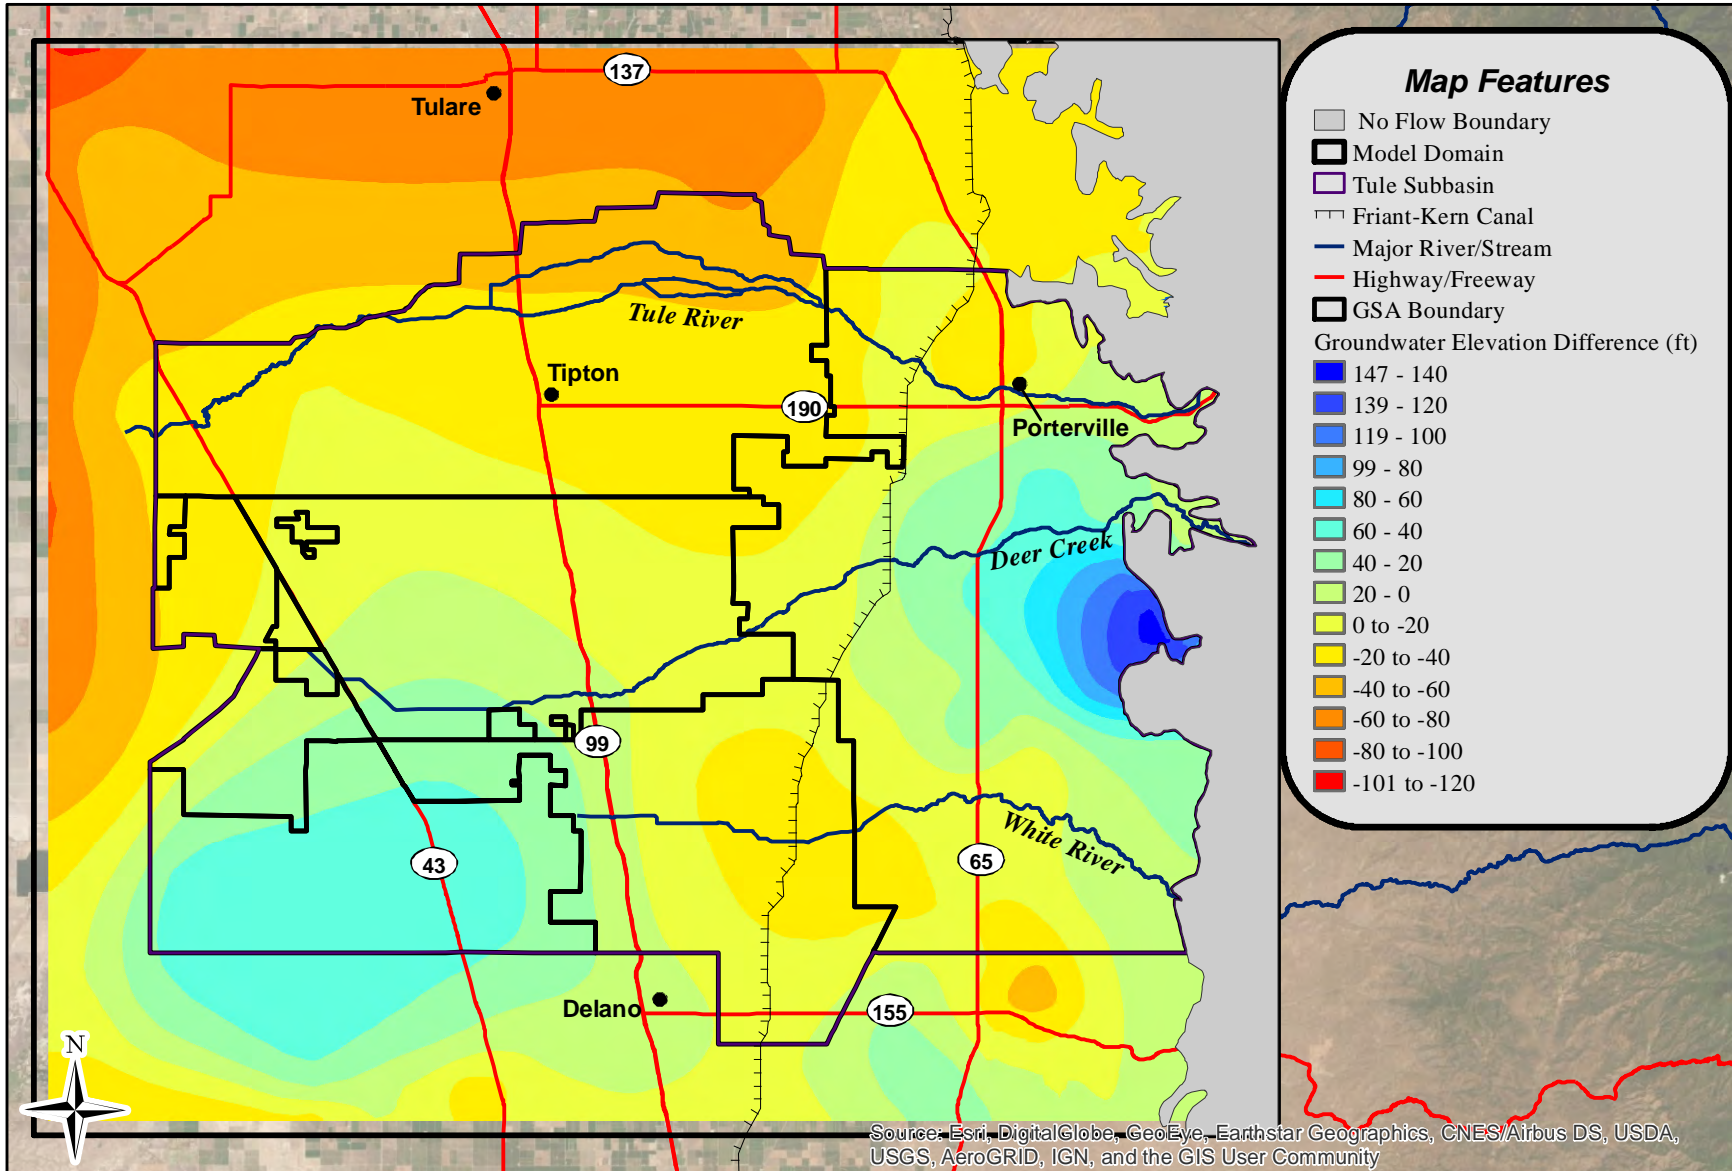 137
Tulare
Tule River
Tipton
190
Porterville
Deer Creek
99
White River
43
65
Delano
155
N
Map Features
No Flow Boundary
Model Domain
Tule Subbasin
Friant-Kern Canal
Major River/Stream
Highway/Freeway
GSA Boundary
Groundwater Elevation Difference (ft)
147 - 140
139 - 120
119 - 100
99 - 80
80 - 60
60 - 40
40 - 20
20 - 0
0 to -20
-20 to -40
-40 to -60
-60 to -80
-80 to -100
-101 to -120
Source: Esri, DigitalGlobe, GeoEye, Earthstar Geographics, CNES/Airbus DS, USDA,
USGS, AeroGRID, IGN, and the GIS User Community